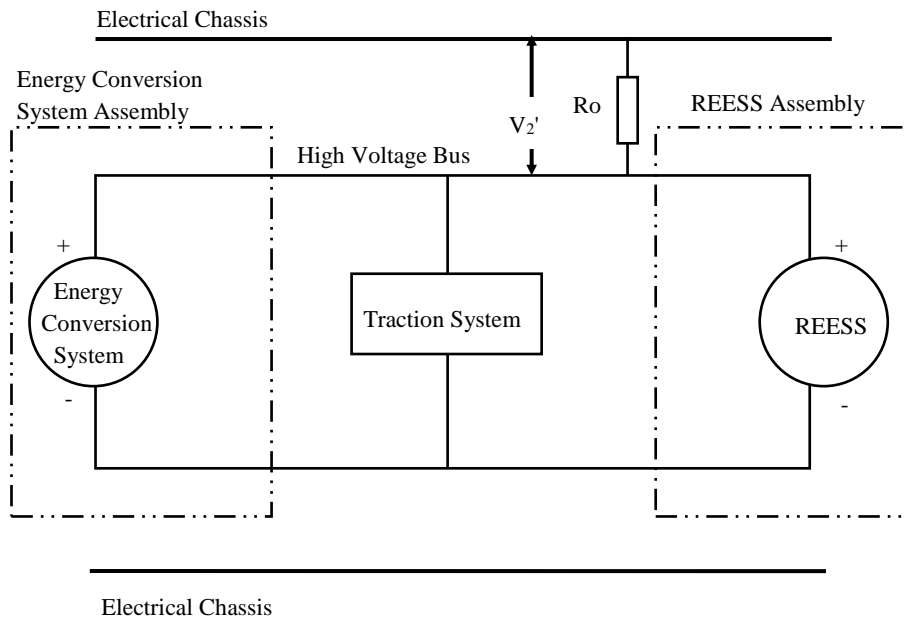 Electrical Chassis
Energy Conversion
System Assembly
V2'
Ro
REESS Assembly
High Voltage Bus
+
+
Energy
Conversion
System
Traction System
REESS
-
-
Electrical Chassis